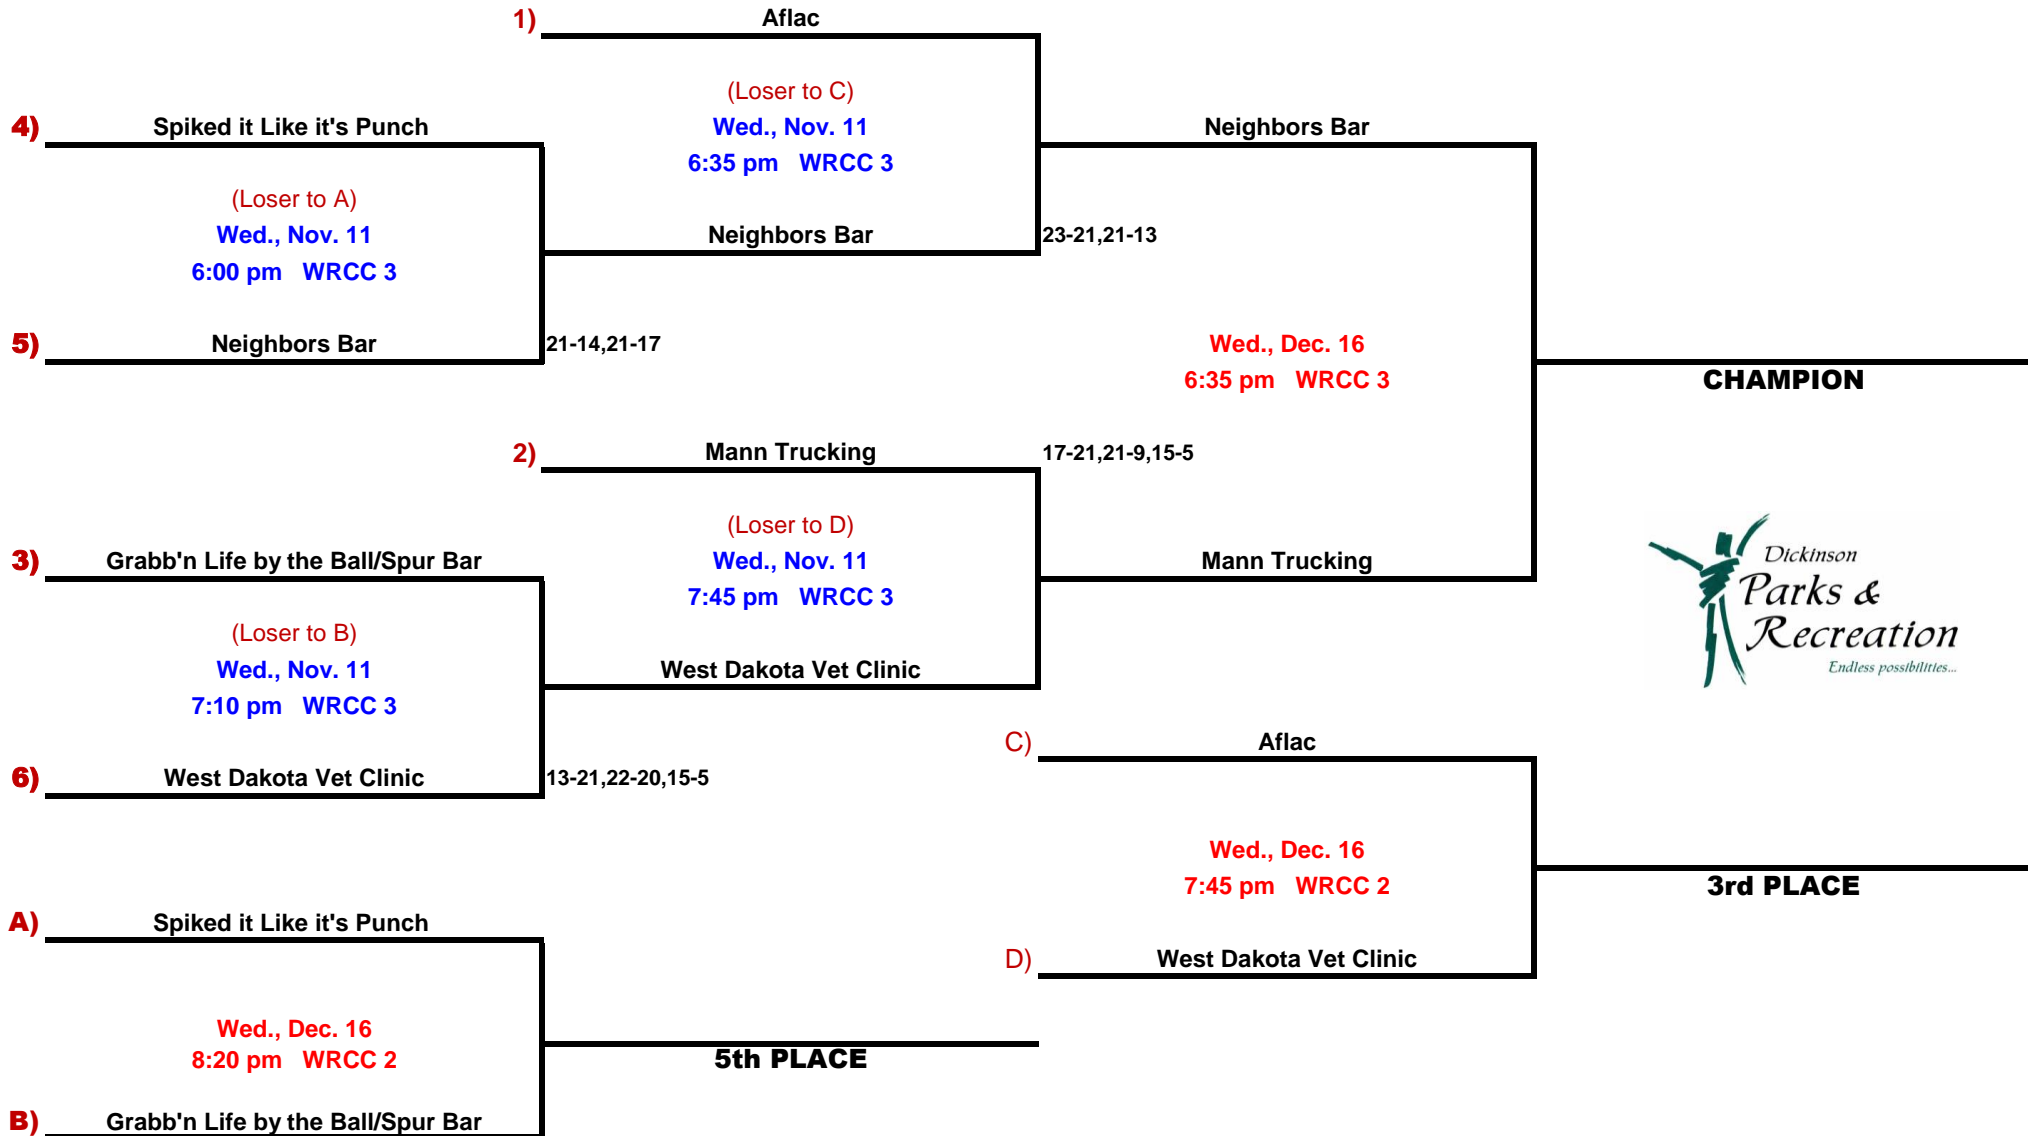 1) Aflac
(Loser to C)
4) Spiked it Like it's Punch Wed., Nov. 11 Neighbors Bar
6:35 pm WRCC 3
(Loser to A)
Wed., Nov. 11 Neighbors Bar 23-21,21-13
6:00 pm WRCC 3
5) Neighbors Bar 21-14,21-17 Wed., Dec. 16
6:35 pm WRCC 3 CHAMPION
2) Mann Trucking 17-21,21-9,15-5
(Loser to D)
3) Grabb'n Life by the Ball/Spur Bar Wed., Nov. 11 Mann Trucking
7:45 pm WRCC 3
Dickinson
Parks &
Recreation
Endless possibilities...
(Loser to B)
Wed., Nov. 11 West Dakota Vet Clinic
7:10 pm WRCC 3
C) Aflac
6) West Dakota Vet Clinic 13-21,22-20,15-5
Wed., Dec. 16
7:45 pm WRCC 2 3rd PLACE
A) Spiked it Like it's Punch
D) West Dakota Vet Clinic
Wed., Dec. 16
8:20 pm WRCC 2 5th PLACE
B) Grabb'n Life by the Ball/Spur Bar